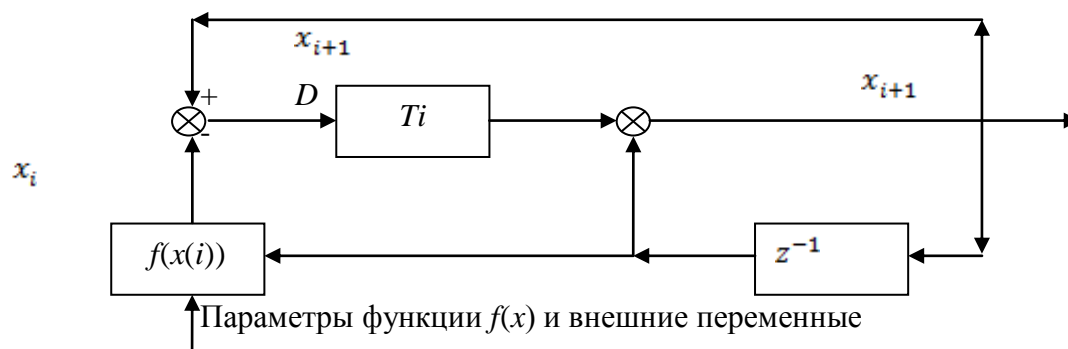 x_{i+1}
x_{i+1}
+
D
Ti
-
x_i
f(x(i))
z^{-1}
Параметры функции f(x) и внешние переменные